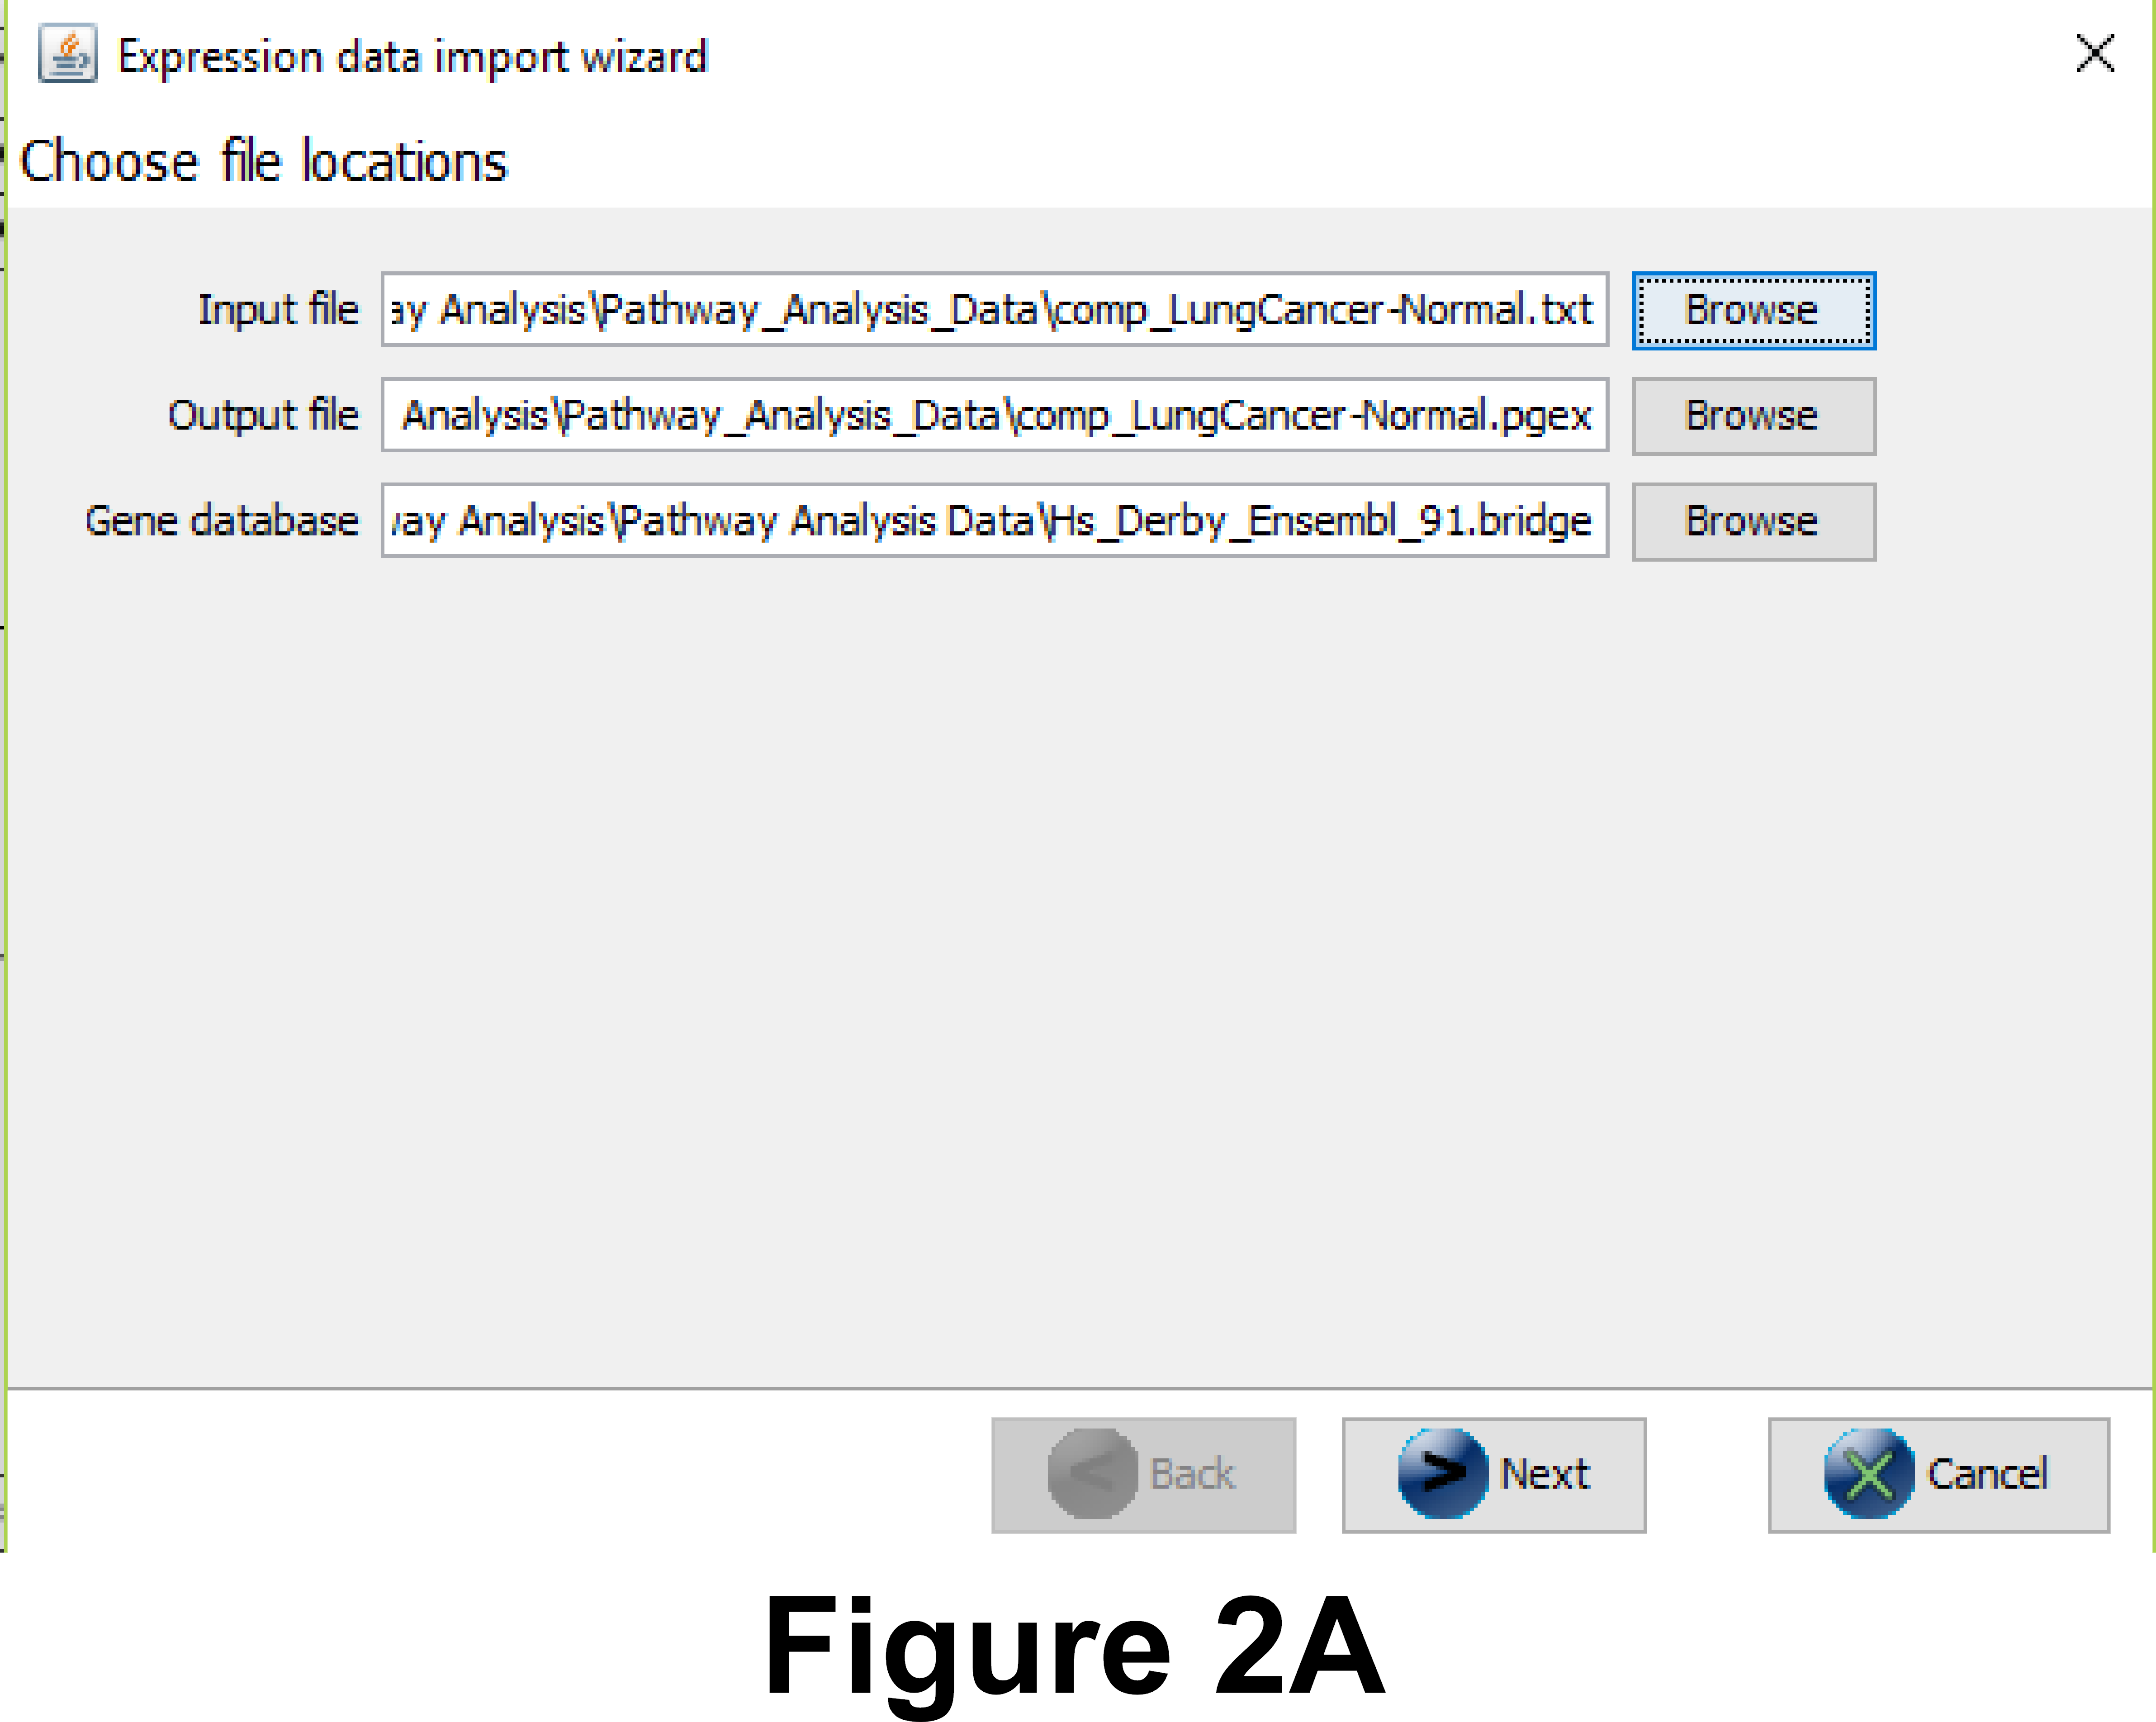 Expression data import wizard
Choose file locations
Input file ay Analysis\Pathway_Analysis_Data\comp_LungCancer-Normal.txt Browse
Output file Analysis\Pathway_Analysis_Data\comp_LungCancer-Normal.pgex Browse
Gene database ay Analysis\Pathway Analysis Data\Hs_Derby_Ensembl_91.bridge Browse
< Back > Next Cancel
Figure 2A